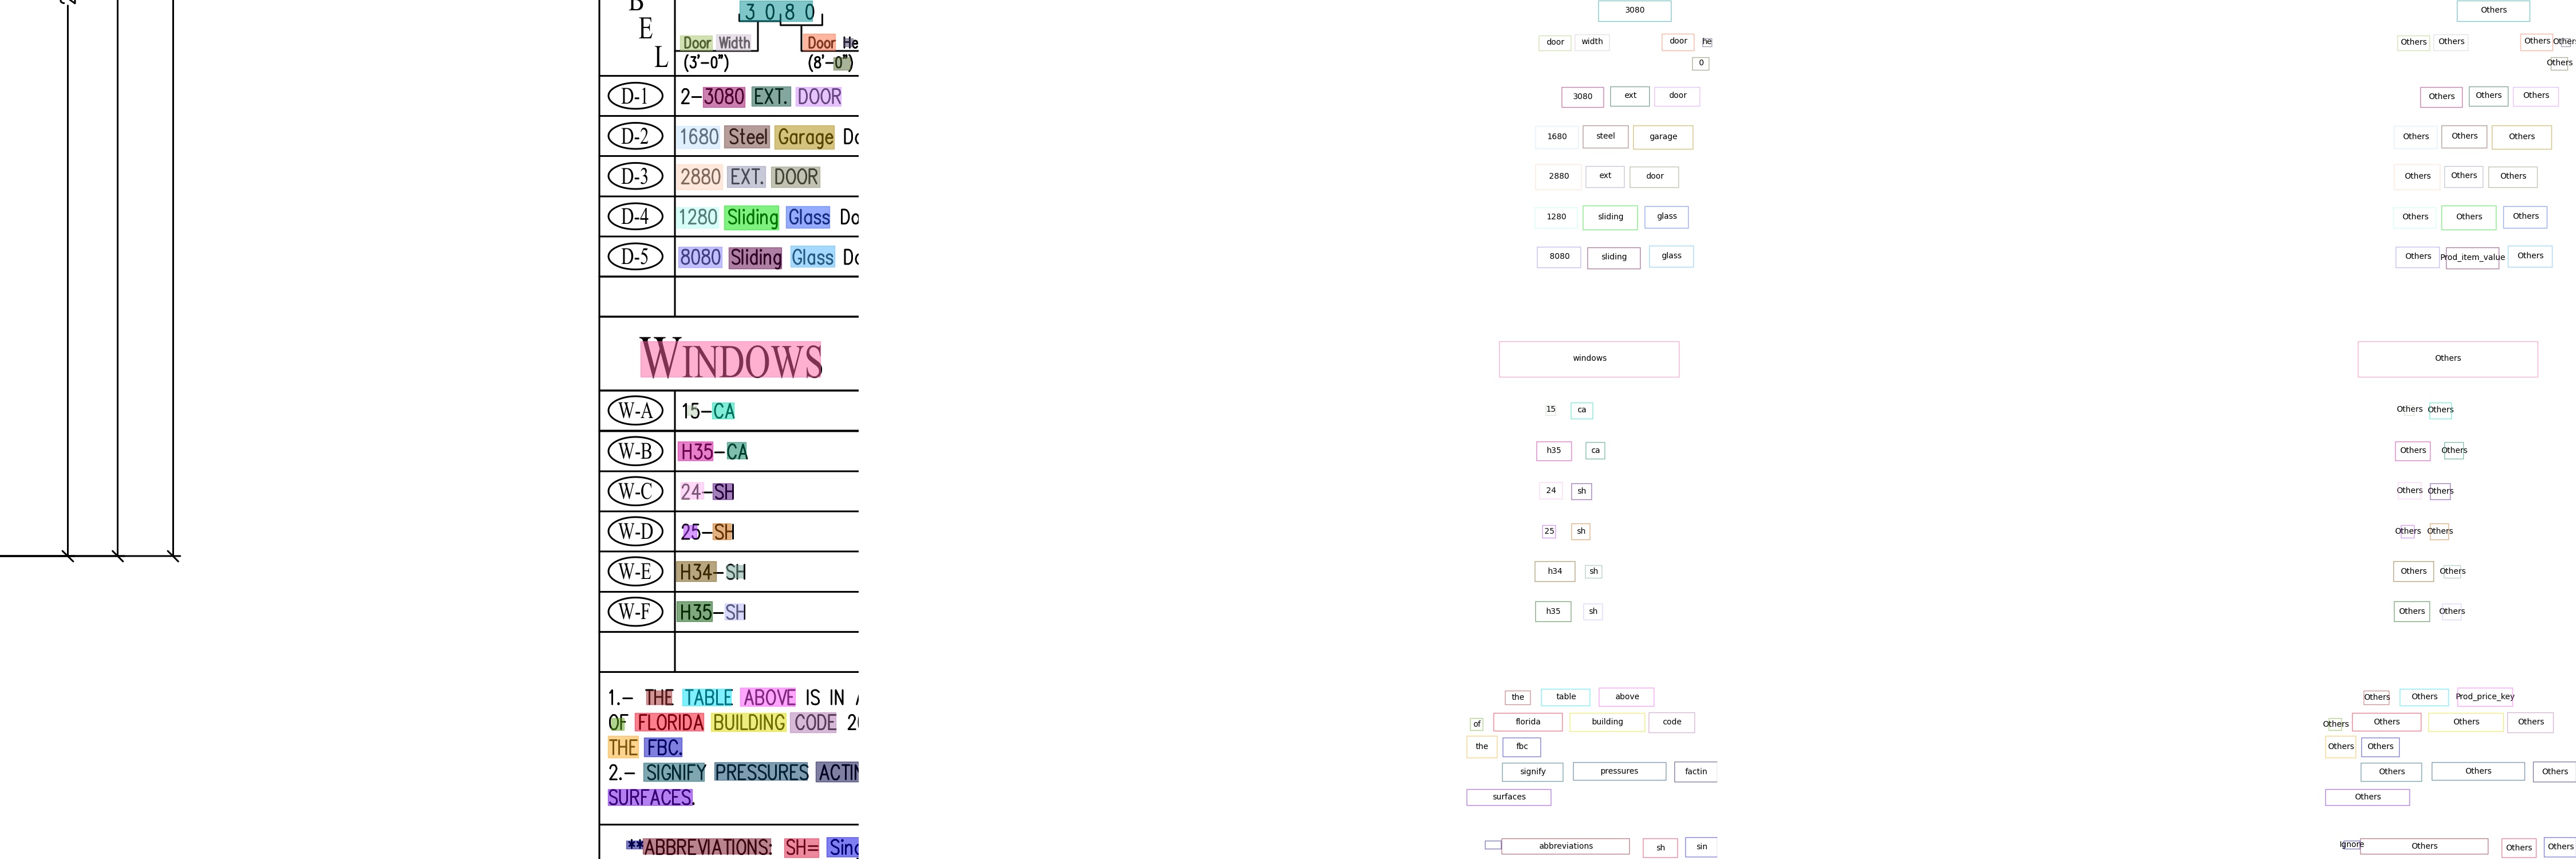 B
E
L
3 0 8 0
Door Width Door He
(3'-0") (8'-0")
D-1 2-3080 EXT. DOOR
D-2 1680 Steel Garage Do
D-3 2880 EXT. DOOR
D-4 1280 Sliding Glass Do
D-5 8080 Sliding Glass Do
WINDOWS
W-A 15-CA
W-B H35-CA
W-C 24-SH
W-D 25-SH
W-E H34-SH
W-F H35-SH
1.- THE TABLE ABOVE IS IN
OF FLORIDA BUILDING CODE 20
THE FBC.
2.- SIGNIFY PRESSURES ACTIN
SURFACES.
**ABBREVIATIONS: SH= Sing
3080
door width door he
0
3080 ext door
1680 steel garage
2880 ext door
1280 sliding glass
8080 sliding glass
windows
15 ca
h35 ca
24 sh
25 sh
h34 sh
h35 sh
the table above
of florida building code
the fbc
signify pressures factin
surfaces
abbreviations sh sin
Others
Others Others Others Others
Others
Others Others Others
Others Others Others
Others Others Others
Others Others Others
Others Prod_item_value Others
Others
Others Others
Others Others
Others Others
Others Others
Others Others
Others Others
Others Others Prod_price_key
Others Others Others Others
Others Others
Others Others Others
Others
Ignore Others Others Others